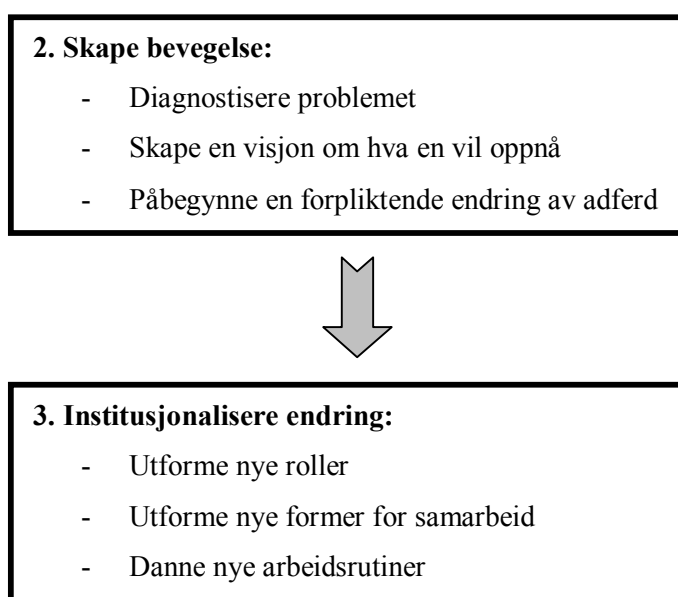 2. Skape bevegelse:
- Diagnostisere problemet
- Skape en visjon om hva en vil oppnå
- Påbegynne en forpliktende endring av adferd
3. Institusjonalisere endring:
- Utforme nye roller
- Utforme nye former for samarbeid
- Danne nye arbeidsrutiner